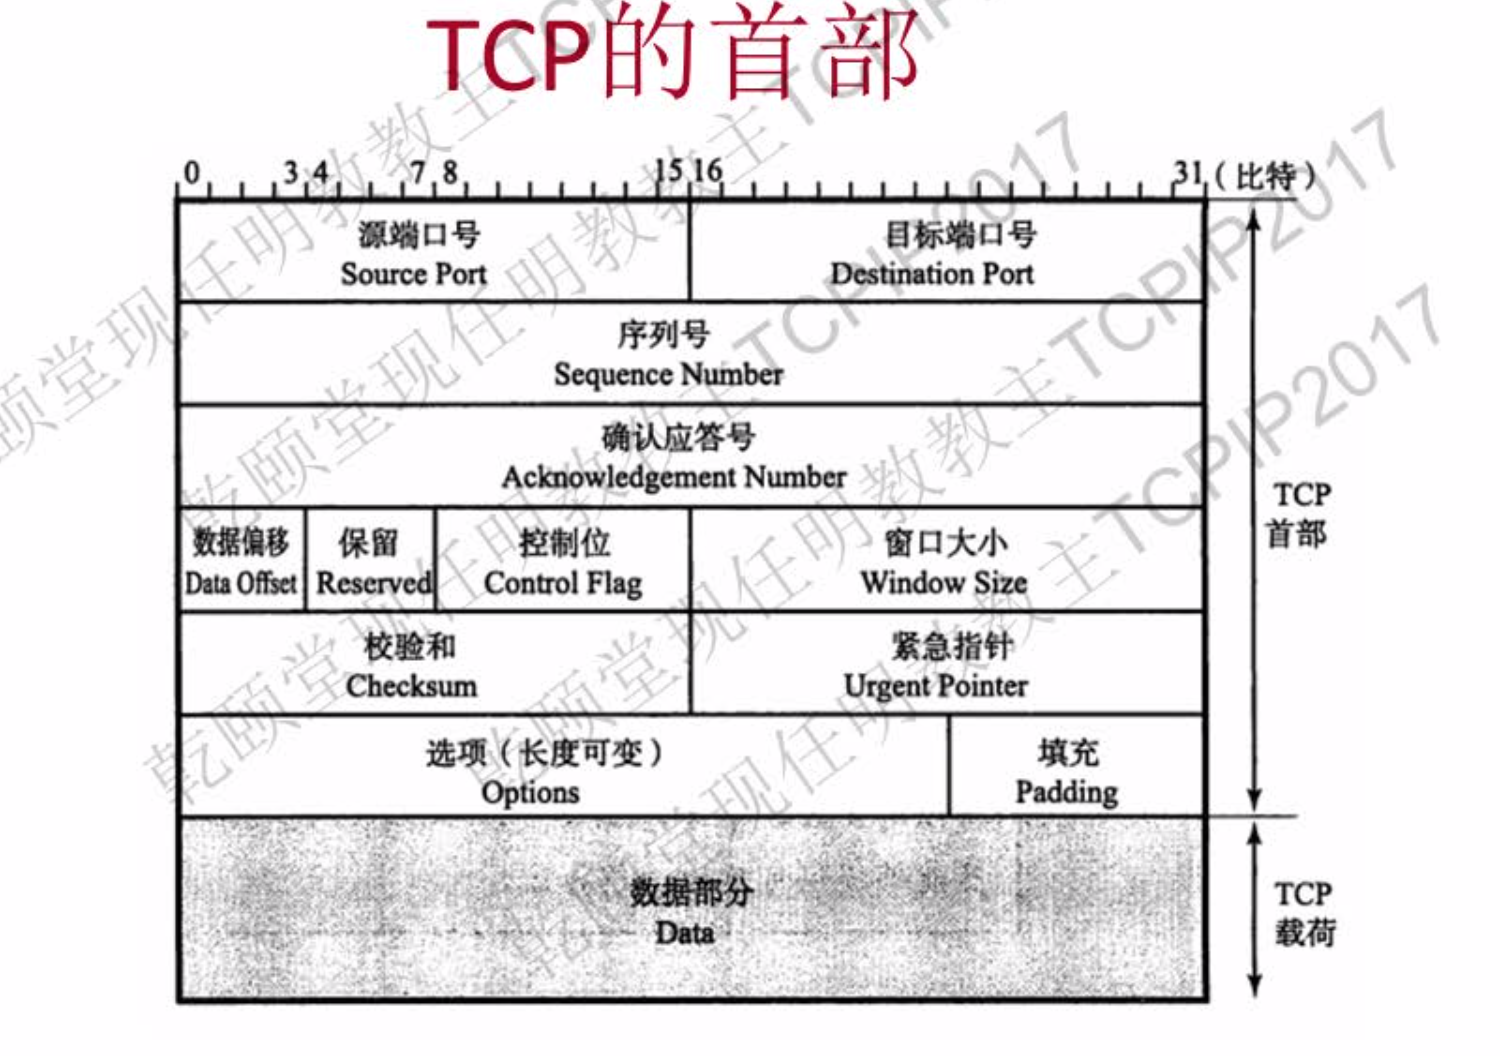 TCP的首部
0 3 4 7 8 15 16 31（比特）
源端口号
Source Port
目标端口号
Destination Port
序列号
Sequence Number
确认应答号
Acknowledgement Number
数据偏移
Data Offset
保留
Reserved
控制位
Control Flag
窗口大小
Window Size
校验和
Checksum
紧急指针
Urgent Pointer
选项（长度可变）
Options
填充
Padding
TCP
首部
数据部分
Data
TCP
载荷
乾颐堂现任明教教主TCPIP2017
乾颐堂现任明教教主TCPIP2017
乾颐堂现任明教教主TCPIP2017